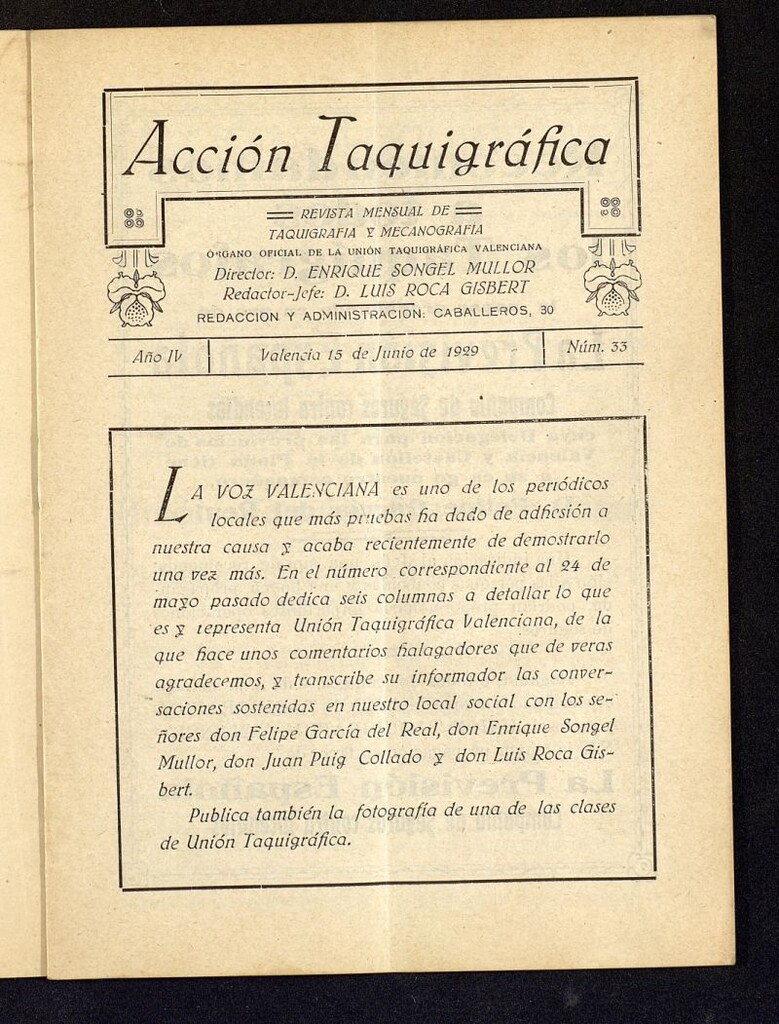 Acción Taquigráfica
REVISTA MENSUAL DE
TAQUIGRAFIA Y MECANOGRAFIA
ÓRGANO OFICIAL DE LA UNIÓN TAQUIGRÁFICA VALENCIANA
Director: D. ENRIQUE SONGEL MULLOR
Redactor-Jefe: D. LUIS ROCA GISBERT
REDACCION Y ADMINISTRACION: CABALLEROS, 30
Año IV Valencia 15 de Junio de 1929 - Núm. 33
LA VOZ VALENCIANA es uno de los periódicos
locales que más pruebas ha dado de adhesión a
nuestra causa y acaba recientemente de demostrarlo
una vez más. En el número correspondiente al 24 de
mayo pasado dedica seis columnas a detallar lo que
es y representa Unión Taquigráfica Valenciana, de la
que hace unos comentarios halagadores que de veras
agradecemos, y transcribe su informador las conver-
saciones sostenidas en nuestro local social con los se-
ñores don Felipe García del Real, don Enrique Songel
Mullor, don Juan Puig Collado y don Luis Roca Gis-
bert.
Publica también la fotografía de una de las clases
de Unión Taquigráfica.